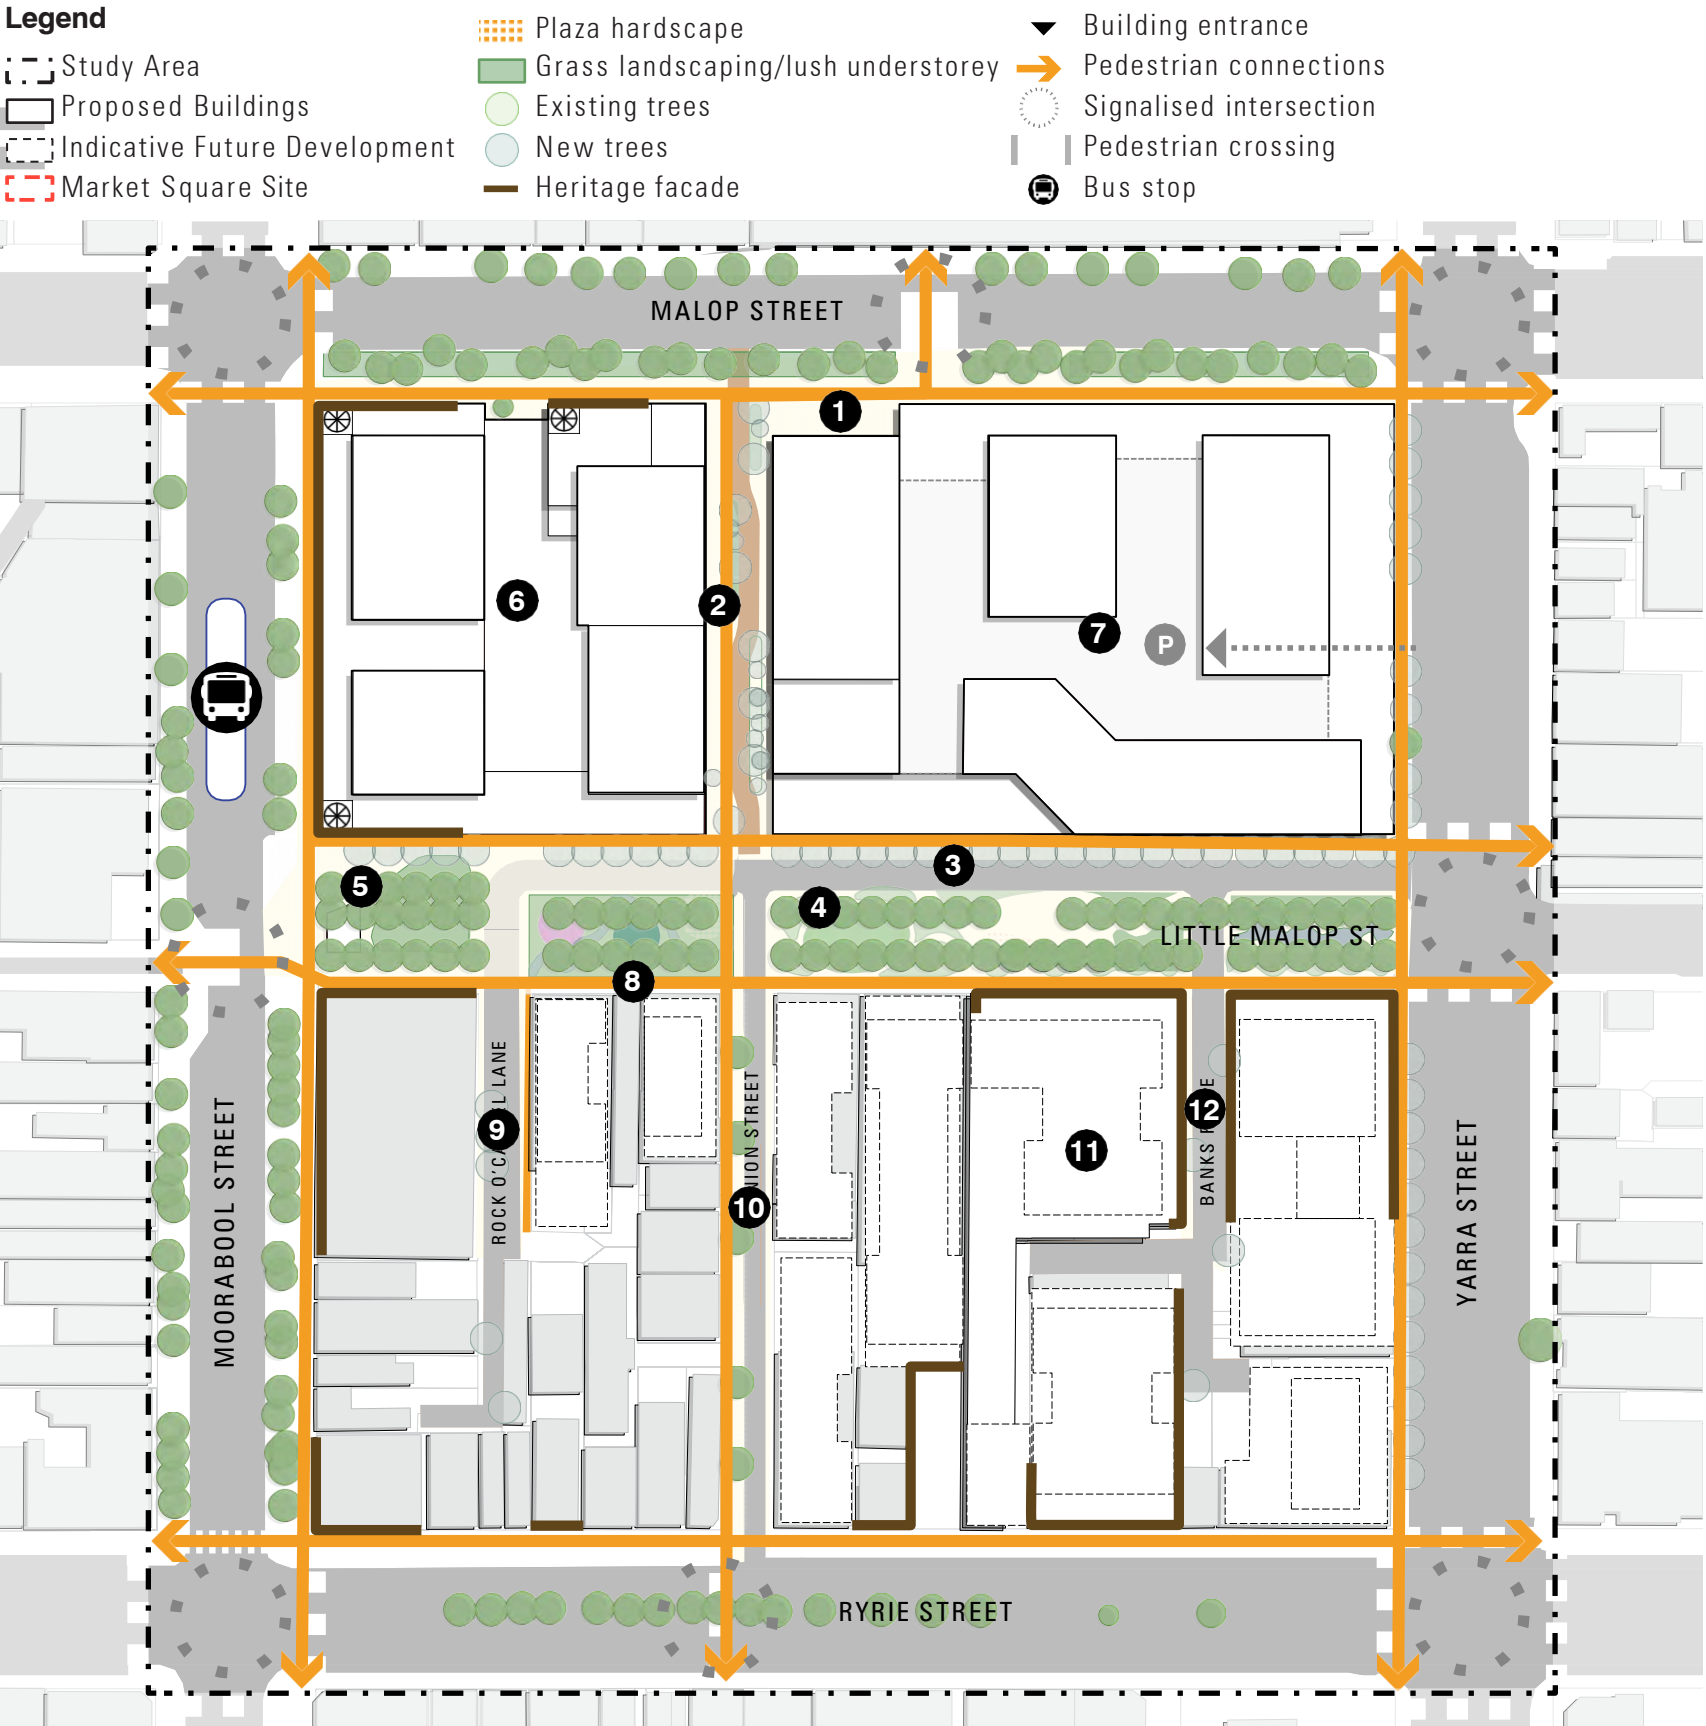 Legend
Study Area
Proposed Buildings
Indicative Future Development
Market Square Site
Plaza hardscape
Grass landscaping/lush understorey
Existing trees
New trees
Heritage facade
Building entrance
Pedestrian connections
Signalised intersection
Pedestrian crossing
Bus stop
MALOP STREET
1
6
2
7
P
3
5
4
LITTLE MALOP ST
8
9
10
11
12
MOORABOOL STREET
YARRA STREET
RYRIE STREET